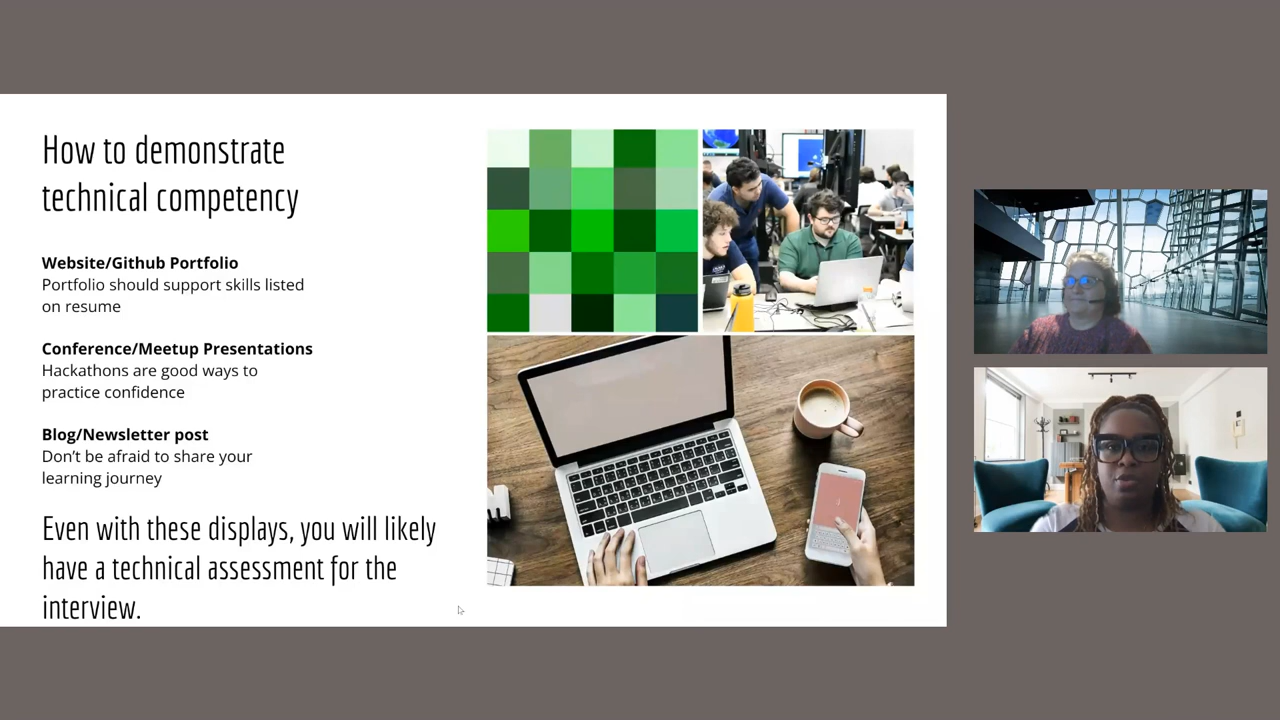 How to demonstrate
technical competency
Website/Github Portfolio
Portfolio should support skills listed
on resume
Conference/Meetup Presentations
Hackathons are good ways to
practice confidence
Blog/Newsletter post
Don't be afraid to share your
learning journey
Even with these displays, you will likely
have a technical assessment for the
interview.